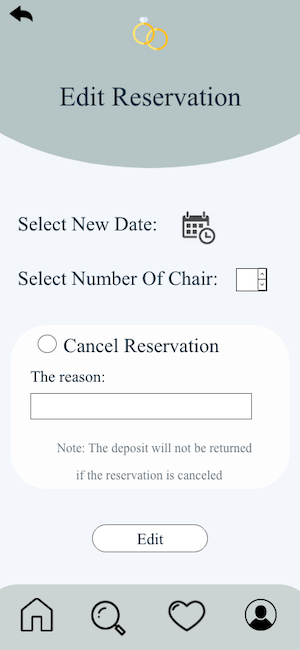 Edit Reservation
Select New Date:
Select Number Of Chair:
Cancel Reservation
The reason:
Note: The deposit will not be returned
if the reservation is canceled
Edit